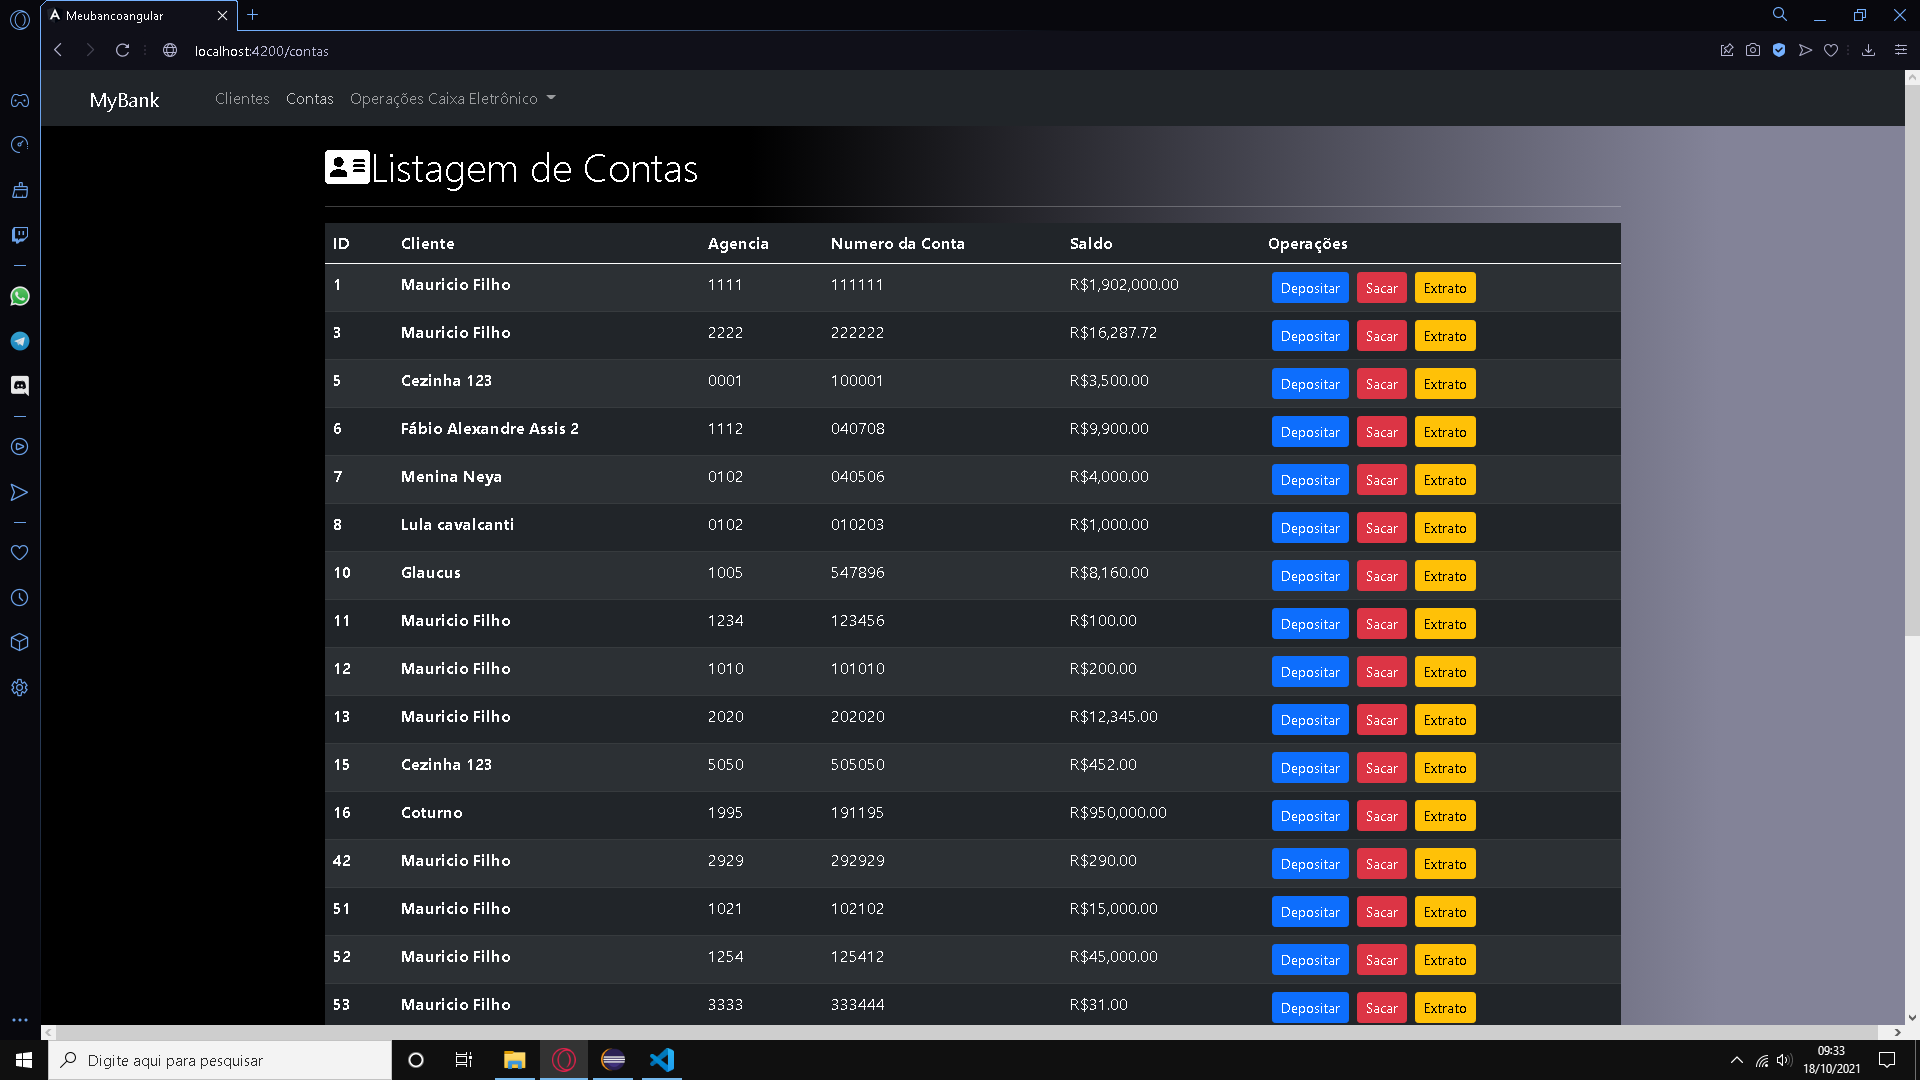 Meubancoangular
localhost:4200/contas
MyBank Clientes Contas Operações Caixa Eletrônico
Listagem de Contas
ID Cliente Agencia Numero da Conta Saldo Operações
1 Mauricio Filho 1111 111111 R$1,902,000.00 Depositar Sacar Extrato
3 Mauricio Filho 2222 222222 R$16,287.72 Depositar Sacar Extrato
5 Cezinha 123 0001 100001 R$3,500.00 Depositar Sacar Extrato
6 Fábio Alexandre Assis 2 1112 040708 R$9,900.00 Depositar Sacar Extrato
7 Menina Neya 0102 040506 R$4,000.00 Depositar Sacar Extrato
8 Lula cavalcanti 0102 010203 R$1,000.00 Depositar Sacar Extrato
10 Glaucus 1005 547896 R$8,160.00 Depositar Sacar Extrato
11 Mauricio Filho 1234 123456 R$100.00 Depositar Sacar Extrato
12 Mauricio Filho 1010 101010 R$200.00 Depositar Sacar Extrato
13 Mauricio Filho 2020 202020 R$12,345.00 Depositar Sacar Extrato
15 Cezinha 123 5050 505050 R$452.00 Depositar Sacar Extrato
16 Coturno 1995 191195 R$950,000.00 Depositar Sacar Extrato
42 Mauricio Filho 2929 292929 R$290.00 Depositar Sacar Extrato
51 Mauricio Filho 1021 102102 R$15,000.00 Depositar Sacar Extrato
52 Mauricio Filho 1254 125412 R$45,000.00 Depositar Sacar Extrato
53 Mauricio Filho 3333 333444 R$31.00 Depositar Sacar Extrato
Digite aqui para pesquisar
09:33
18/10/2021